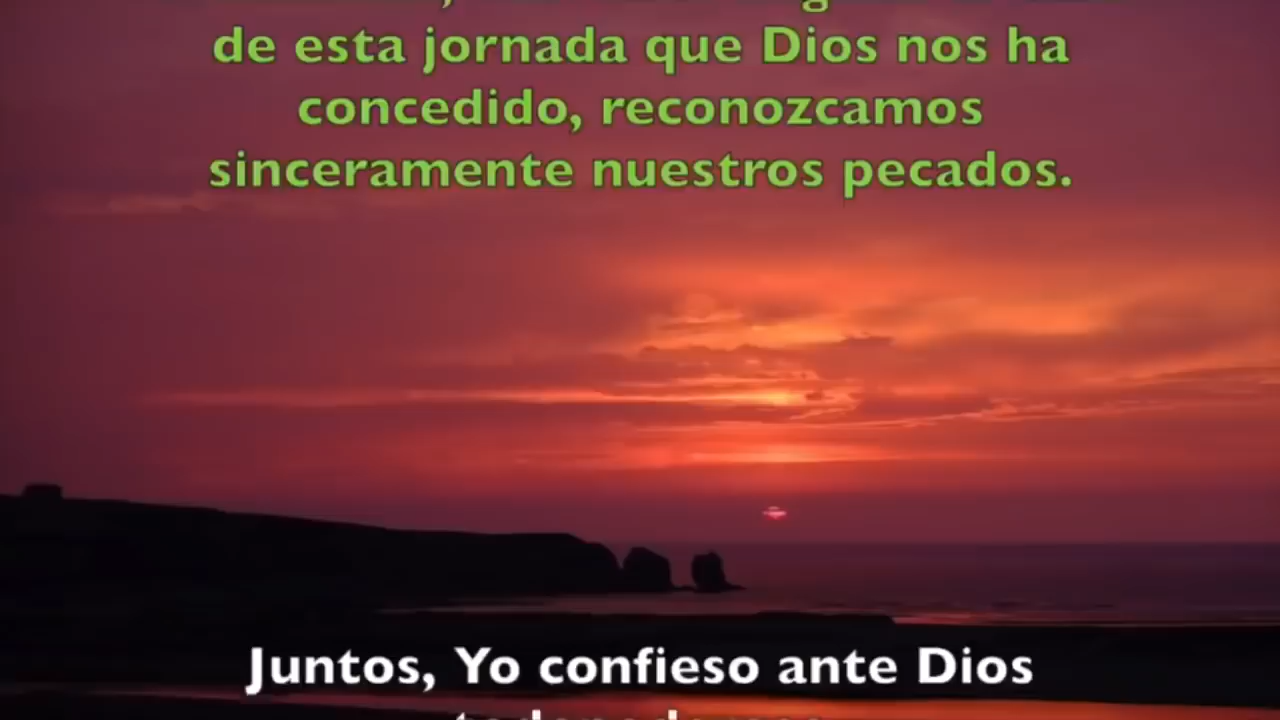 de esta jornada que Dios nos ha
concedido, reconozcamos
sinceramente nuestros pecados.
Juntos, Yo confieso ante Dios